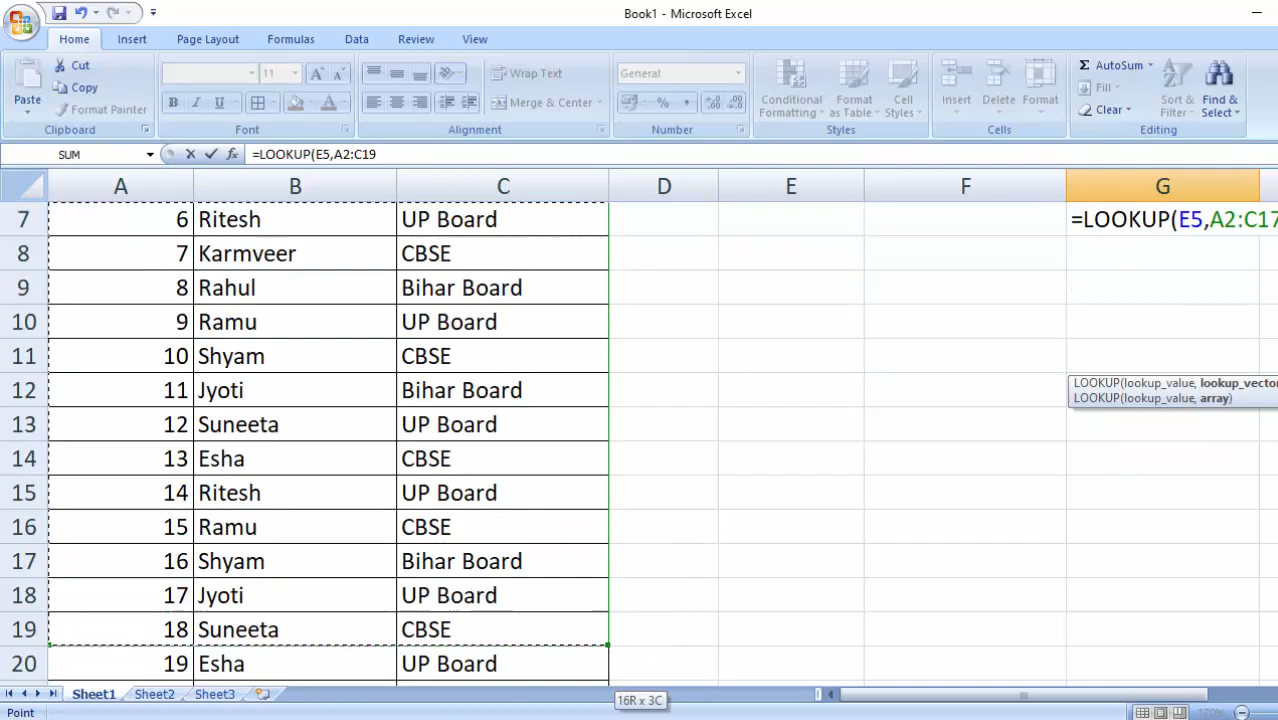 Book1 - Microsoft Excel
Home Insert Page Layout Formulas Data Review View
Paste
Cut
Copy
Format Painter
Clipboard
11
B I U A
Font
Wrap Text
Merge & Center
Alignment
General
%
Number
Conditional Formatting
Format as Table
Cell Styles
Styles
Insert
Delete
Format
Cells
Σ AutoSum
Fill
Clear
Sort & Filter
Find & Select
Editing
SUM fx =LOOKUP(E5,A2:C19
A B C D E F G
7 6 Ritesh UP Board =LOOKUP(E5,A2:C17
8 7 Karmveer CBSE
9 8 Rahul Bihar Board
10 9 Ramu UP Board
11 10 Shyam CBSE
12 11 Jyoti Bihar Board
LOOKUP(lookup_value, lookup_vector
LOOKUP(lookup_value, array)
13 12 Suneeta UP Board
14 13 Esha CBSE
15 14 Ritesh UP Board
16 15 Ramu CBSE
17 16 Shyam Bihar Board
18 17 Jyoti UP Board
19 18 Suneeta CBSE
20 19 Esha UP Board
Sheet1 Sheet2 Sheet3
16R x 3C
Point